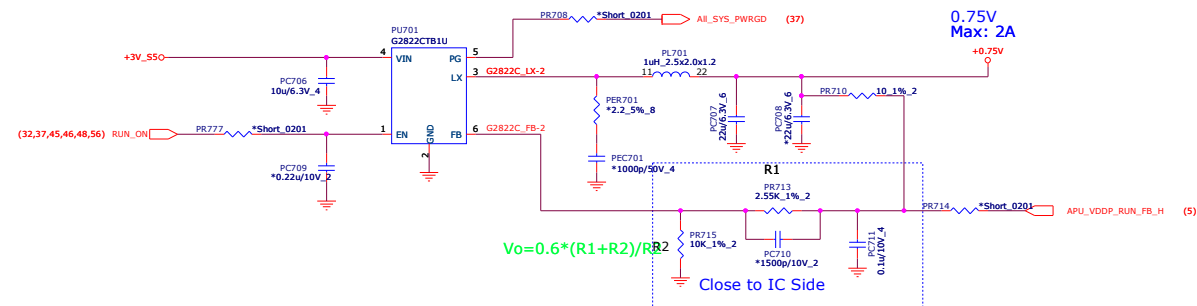 PR708
*Short_0201
All_SYS_PWRGD
(37)
0.75V
Max: 2A
+0.75V
PU701
G2822CTB1U
+3V_S5
4
VIN
PG
5
PC706
10u/6.3V_4
LX
3
G2822C_LX-2
PL701
1uH_2.5x2.0x1.2
11
22
PER701
*2.2_5%_8
PC707
22u/6.3V_6
PC708
*22u/6.3V_6
PR710
10_1%_2
(32,37,45,46,48,56)
RUN_ON
PR777
*Short_0201
1
EN
GND
2
FB
6
G2822C_FB-2
PC709
*0.22u/10V_2
PEC701
*1000p/50V_4
R1
PR713
2.55K_1%_2
PR714
*Short_0201
APU_VDDP_RUN_FB_H
(5)
Vo=0.6*(R1+R2)/R2
R2
PR715
10K_1%_2
PC710
*1500p/10V_2
PC711
0.1u/10V_4
Close to IC Side